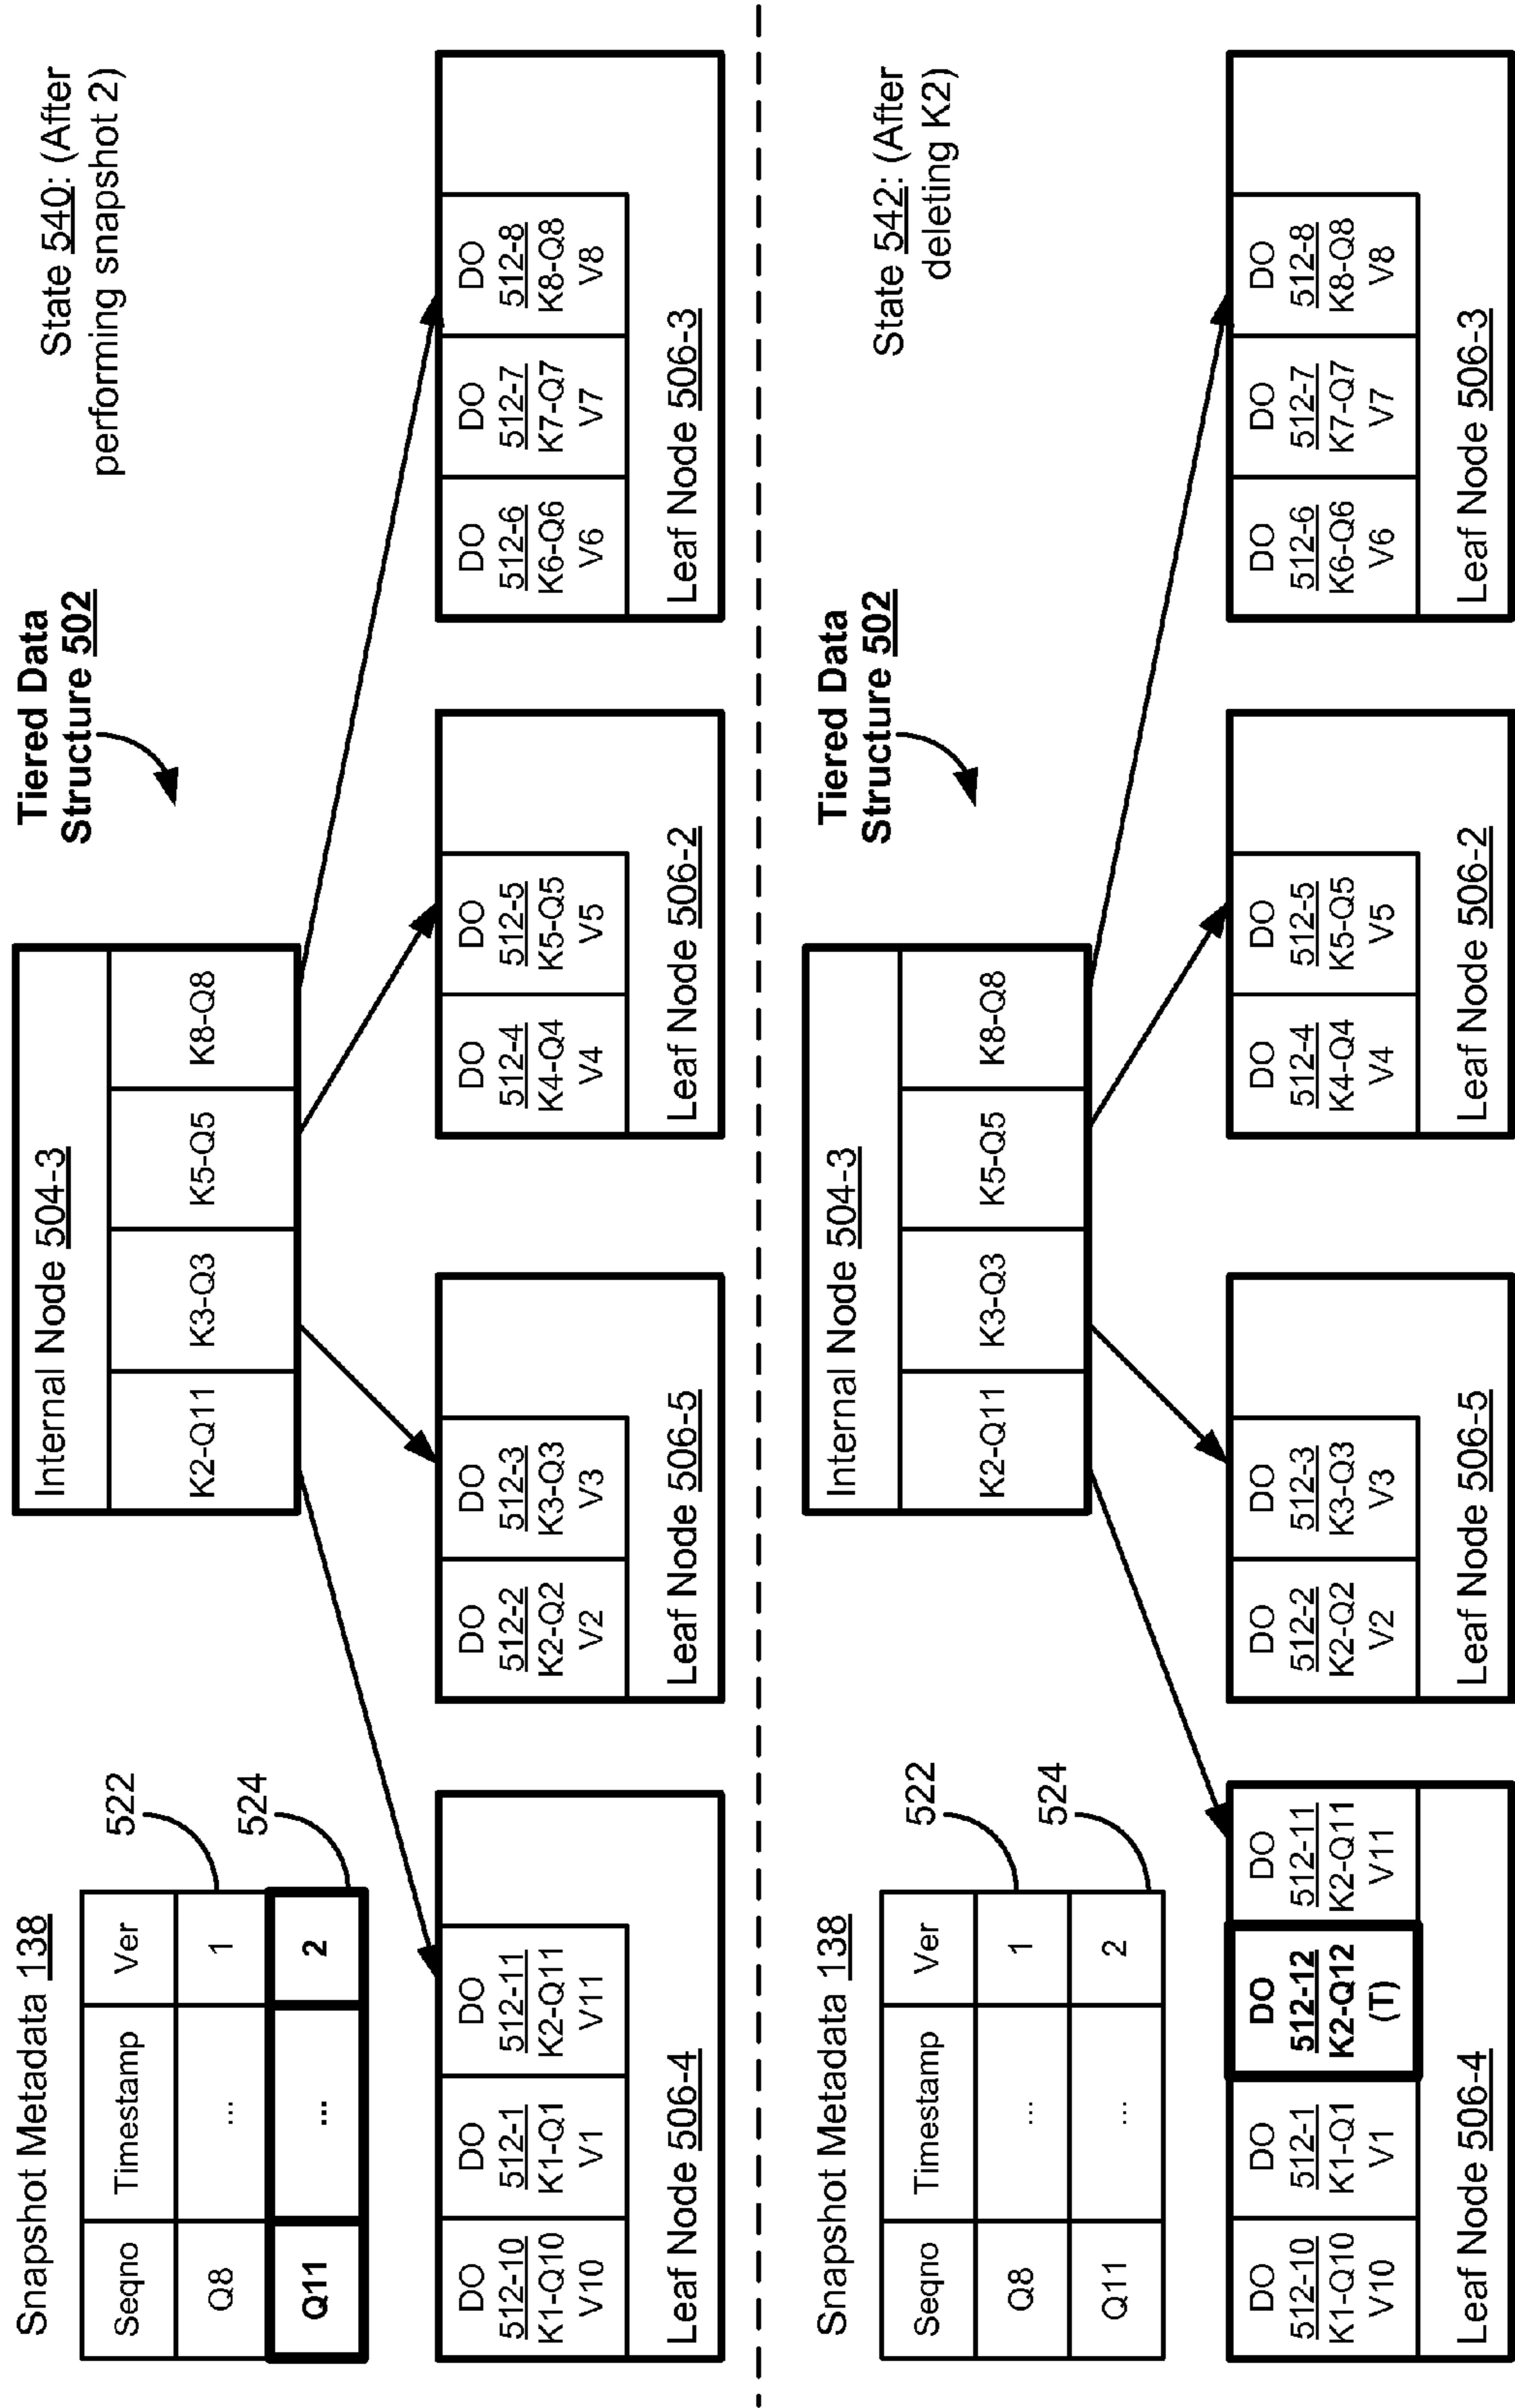 Snapshot Metadata 138
Seqno Timestamp Ver
Q8 ... 1
Q11 ... 2
522
524
Internal Node 504-3
K2-Q11 K3-Q3 K5-Q5 K8-Q8
Tiered Data
Structure 502
State 540: (After
performing snapshot 2)
DO DO DO
512-10 512-1 512-11
K1-Q10 K1-Q1 K2-Q11
V10 V1 V11
Leaf Node 506-4
DO DO
512-2 512-3
K2-Q2 K3-Q3
V2 V3
Leaf Node 506-5
DO DO
512-4 512-5
K4-Q4 K5-Q5
V4 V5
Leaf Node 506-2
DO DO DO
512-6 512-7 512-8
K6-Q6 K7-Q7 K8-Q8
V6 V7 V8
Leaf Node 506-3
Snapshot Metadata 138
Seqno Timestamp Ver
Q8 ... 1
Q11 ... 2
522
524
Internal Node 504-3
K2-Q11 K3-Q3 K5-Q5 K8-Q8
Tiered Data
Structure 502
State 542: (After
deleting K2)
DO DO DO DO
512-10 512-1 512-12 512-11
K1-Q10 K1-Q1 K2-Q12 K2-Q11
V10 V1 (T) V11
Leaf Node 506-4
DO DO
512-2 512-3
K2-Q2 K3-Q3
V2 V3
Leaf Node 506-5
DO DO
512-4 512-5
K4-Q4 K5-Q5
V4 V5
Leaf Node 506-2
DO DO DO
512-6 512-7 512-8
K6-Q6 K7-Q7 K8-Q8
V6 V7 V8
Leaf Node 506-3